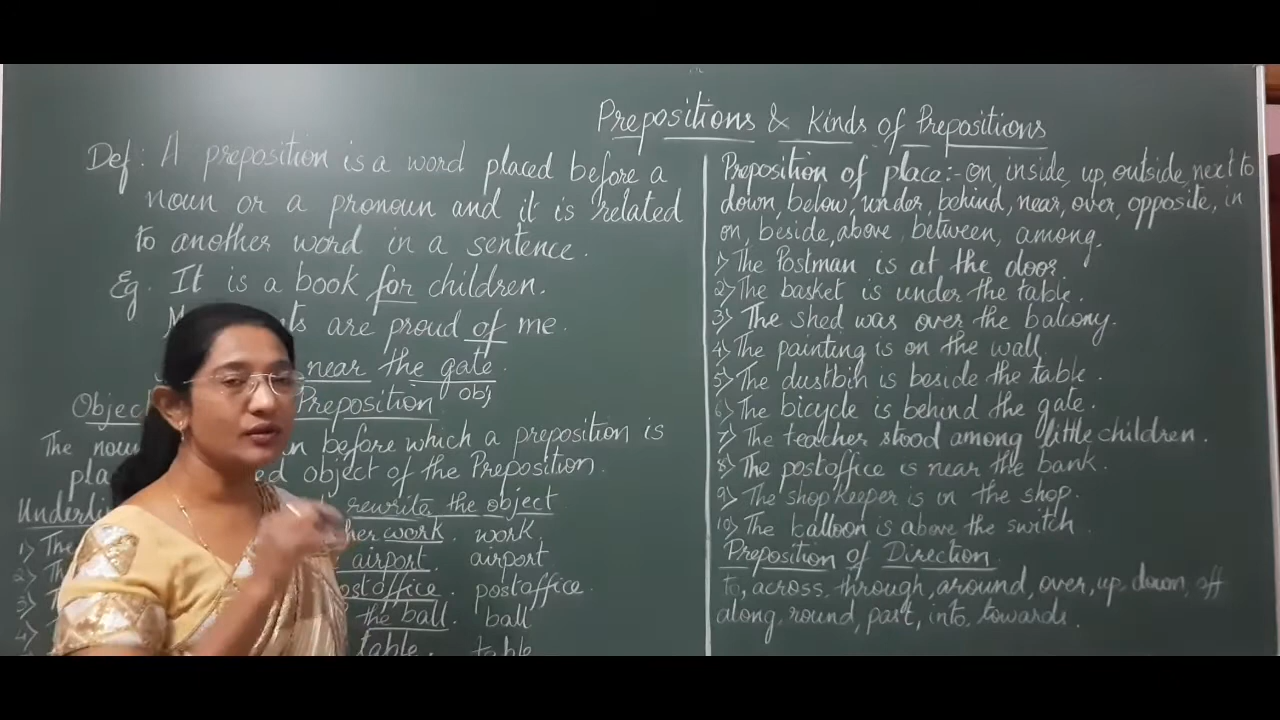 Prepositions & Kinds of Prepositions
Def: A preposition is a word placed before a
noun or a pronoun and it is related
to another word in a sentence.
Eg. It is a book for children.
are proud of me.
near the gate.
obj
Preposition
The before which a preposition is
object of the Preposition.
rewrite the object
1) work. work,
2) airport. airport
3) postoffice. postoffice.
4) the ball. ball
table. table
Preposition of place:- on, inside, up, outside, next to
down, below, under, behind, near, over, opposite, in
on, beside, above, between, among,
1) The Postman is at the door.
2) The basket is under the table.
3) The shed was over the balcony.
4) The painting is on the wall
5) The dustbin is beside the table.
6) The bicycle is behind the gate.
7) The teacher stood among little children.
8) The postoffice is near the bank.
9) The shopkeeper is in the shop.
10) The balloon is above the switch.
Preposition of Direction
to, across, through, around, over, up, down, off
along, round, past, into, towards.